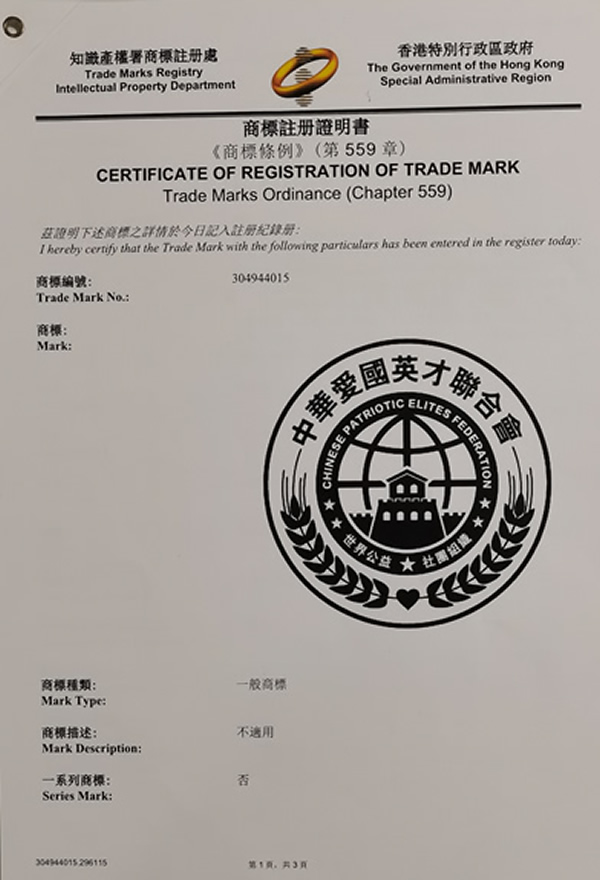 知識產權署商標註册處
Trade Marks Registry
Intellectual Property Department
香港特別行政區政府
The Government of the Hong Kong
Special Administrative Region
商標註册證明書
《商標條例》(第 559 章)
CERTIFICATE OF REGISTRATION OF TRADE MARK
Trade Marks Ordinance (Chapter 559)
茲證明下述商標之詳情於今日記入註册紀錄册:
I hereby certify that the Trade Mark with the following particulars has been entered in the register today:
商標編號: 304944015
Trade Mark No.:
商標:
Mark:
中華愛國英才聯合會
CHINESE PATRIOTIC ELITES FEDERATION
世界公益 社團組織
商標種類: 一般商標
Mark Type:
商標描述: 不適用
Mark Description:
一系列商標: 否
Series Mark:
304944015.296115
第 1 頁, 共 3 頁